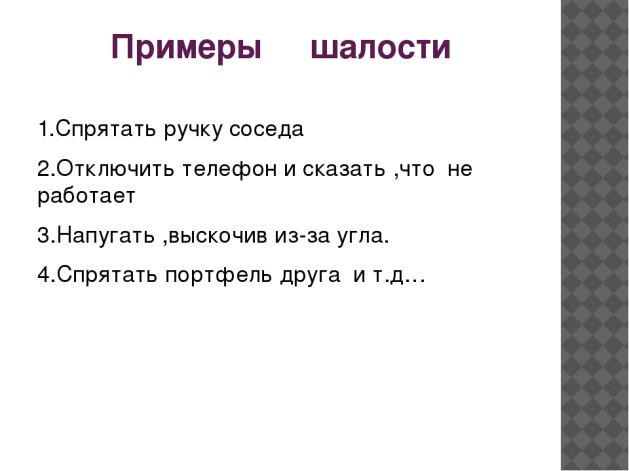 Примеры шалости
1.Спрятать ручку соседа
2.Отключить телефон и сказать ,что не
работает
3.Напугать ,выскочив из-за угла.
4.Спрятать портфель друга и т.д…